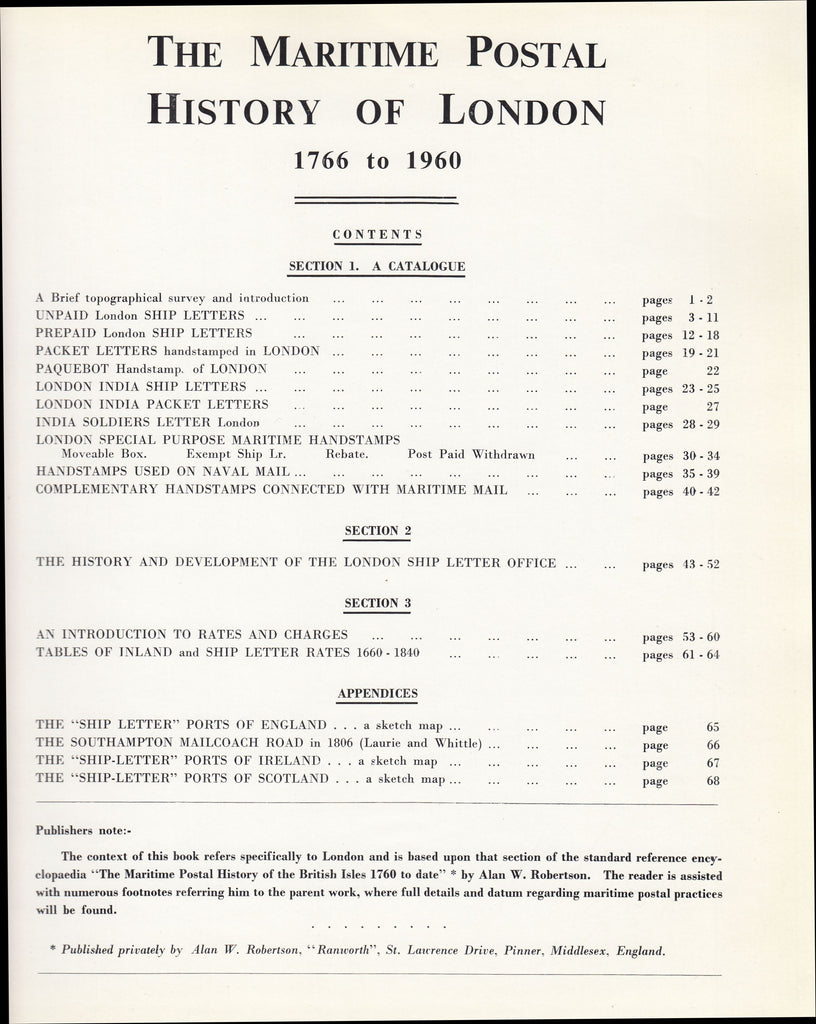 THE MARITIME POSTAL
HISTORY OF LONDON
1766 to 1960
CONTENTS
SECTION 1. A CATALOGUE
A Brief topographical survey and introduction ... ... ... ... ... ... ... ... pages 1 - 2
UNPAID London SHIP LETTERS ... ... ... ... ... ... ... ... ... ... pages 3 - 11
PREPAID London SHIP LETTERS ... ... ... ... ... ... ... ... ... pages 12 - 18
PACKET LETTERS handstamped in LONDON ... ... ... ... ... ... ... ... pages 19 - 21
PAQUEBOT Handstamp. of LONDON ... ... ... ... ... ... ... ... ... page 22
LONDON INDIA SHIP LETTERS ... ... ... ... ... ... ... ... ... ... pages 23 - 25
LONDON INDIA PACKET LETTERS ... ... ... ... ... ... ... ... ... page 27
INDIA SOLDIERS LETTER London ... ... ... ... ... ... ... ... ... pages 28 - 29
LONDON SPECIAL PURPOSE MARITIME HANDSTAMPS
Moveable Box. Exempt Ship Lr. Rebate. Post Paid Withdrawn ... ... pages 30 - 34
HANDSTAMPS USED ON NAVAL MAIL ... ... ... ... ... ... ... ... ... pages 35 - 39
COMPLEMENTARY HANDSTAMPS CONNECTED WITH MARITIME MAIL ... ... ... pages 40 - 42
SECTION 2
THE HISTORY AND DEVELOPMENT OF THE LONDON SHIP LETTER OFFICE ... ... pages 43 - 52
SECTION 3
AN INTRODUCTION TO RATES AND CHARGES ... ... ... ... ... ... ... pages 53 - 60
TABLES OF INLAND and SHIP LETTER RATES 1660 - 1840 ... ... ... ... ... pages 61 - 64
APPENDICES
THE "SHIP LETTER" PORTS OF ENGLAND . . . a sketch map ... ... ... ... ... page 65
THE SOUTHAMPTON MAILCOACH ROAD in 1806 (Laurie and Whittle) ... ... ... ... page 66
THE "SHIP-LETTER" PORTS OF IRELAND . . . a sketch map ... ... ... ... ... page 67
THE "SHIP-LETTER" PORTS OF SCOTLAND . . . a sketch map ... ... ... ... ... page 68
Publishers note:-
The context of this book refers specifically to London and is based upon that section of the standard reference ency-
clopaedia "The Maritime Postal History of the British Isles 1760 to date" * by Alan W. Robertson. The reader is assisted
with numerous footnotes referring him to the parent work, where full details and datum regarding maritime postal practices
will be found.
. . . . . . . . .
* Published privately by Alan W. Robertson, "Ranworth", St. Lawrence Drive, Pinner, Middlesex, England.